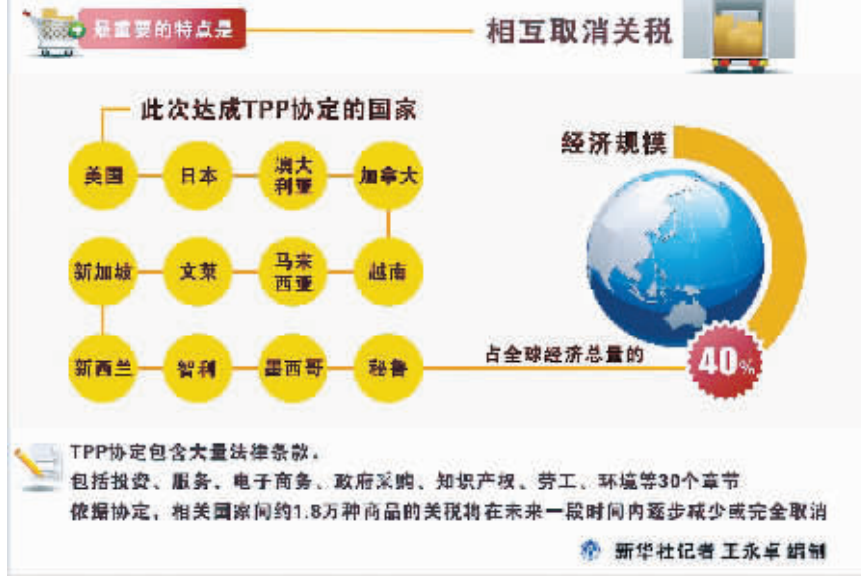 最重要的特点是 相互取消关税
此次达成TPP协定的国家
经济规模
美国 日本 澳大利亚 加拿大
新加坡 文莱 马来西亚 越南
新西兰 智利 墨西哥 秘鲁
占全球经济总量的 40%
TPP协定包含大量法律条款，
包括投资、服务、电子商务、政府采购、知识产权、劳工、环境等30个章节
依据协定，相关国家间约1.8万种商品的关税将在未来一段时间内逐步减少或完全取消
新华社记者 王永卓 编制